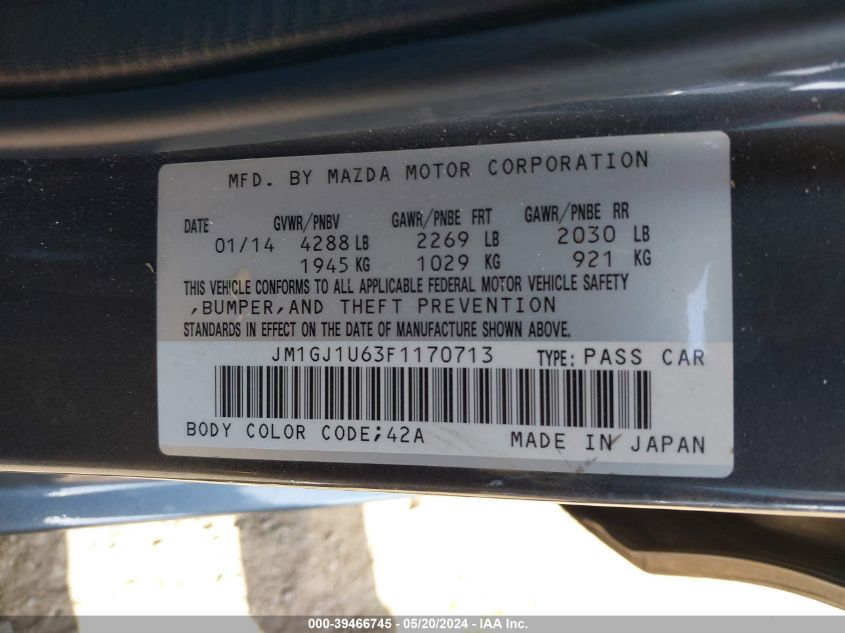 MFD. BY MAZDA MOTOR CORPORATION
DATE GVWR/PNBV GAWR/PNBE FRT GAWR/PNBE RR
01/14 4288 LB 2269 LB 2030 LB
1945 KG 1029 KG 921 KG
THIS VEHICLE CONFORMS TO ALL APPLICABLE FEDERAL MOTOR VEHICLE SAFETY
,BUMPER,AND THEFT PREVENTION
STANDARDS IN EFFECT ON THE DATE OF MANUFACTURE SHOWN ABOVE.
JM1GJ1U63F1170713 TYPE: PASS CAR
BODY COLOR CODE;42A MADE IN JAPAN
000-39466745 - 05/20/2024 - IAA Inc.